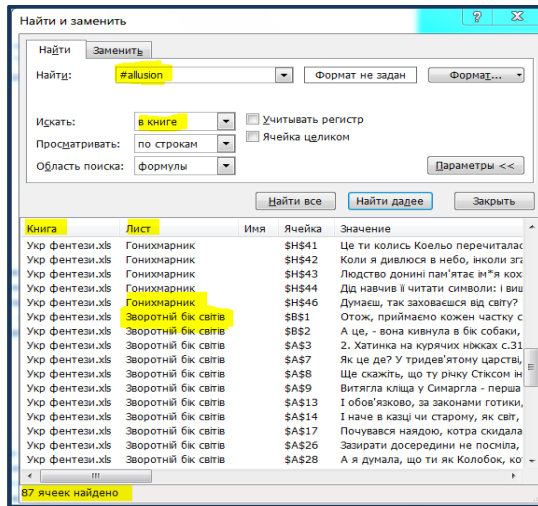 Найти и заменить
Найти Заменить
Найти: #allusion Формат не задан Формат...
Искать: в книге Учитывать регистр
Просматривать: по строкам Ячейка целиком
Область поиска: формулы Параметры <<
Найти все Найти далее Закрыть
Книга Лист Имя Ячейка Значение
Укр фентези.xls Гонихмарник $H$41 Це ти колись Коельо перечиталас
Укр фентези.xls Гонихмарник $H$42 Коли я дивлюся в небо, інколи зга
Укр фентези.xls Гонихмарник $H$43 Людство донині пам'ятає ім*я кох
Укр фентези.xls Гонихмарник $H$44 Дід навчив її читати символи: і виш
Укр фентези.xls Гонихмарник $H$46 Думаєш, так заховаєшся від світу?
Укр фентези.xls Зворотній бік світів $B$1 Отож, приймаємо кожен частку с
Укр фентези.xls Зворотній бік світів $B$2 А це, - вона кивнула в бік собаки,
Укр фентези.xls Зворотній бік світів $A$3 2. Хатинка на курячих ніжках с.31
Укр фентези.xls Зворотній бік світів $A$7 Як це де? У тридев'ятому царстві,
Укр фентези.xls Зворотній бік світів $A$8 Ще скажіть, що ту річку Стіксом ін
Укр фентези.xls Зворотній бік світів $A$9 Витягла кліща у Симаргла - перша
Укр фентези.xls Зворотній бік світів $A$13 І обов'язково, за законами готики,
Укр фентези.xls Зворотній бік світів $A$14 І наче в казці чи старому, як світ,
Укр фентези.xls Зворотній бік світів $A$17 Почувався наядою, котра скидала
Укр фентези.xls Зворотній бік світів $A$26 Зазирати досередини не посміла,
Укр фентези.xls Зворотній бік світів $A$28 А я думала, що ти як Колобок, ко
87 ячеек найдено